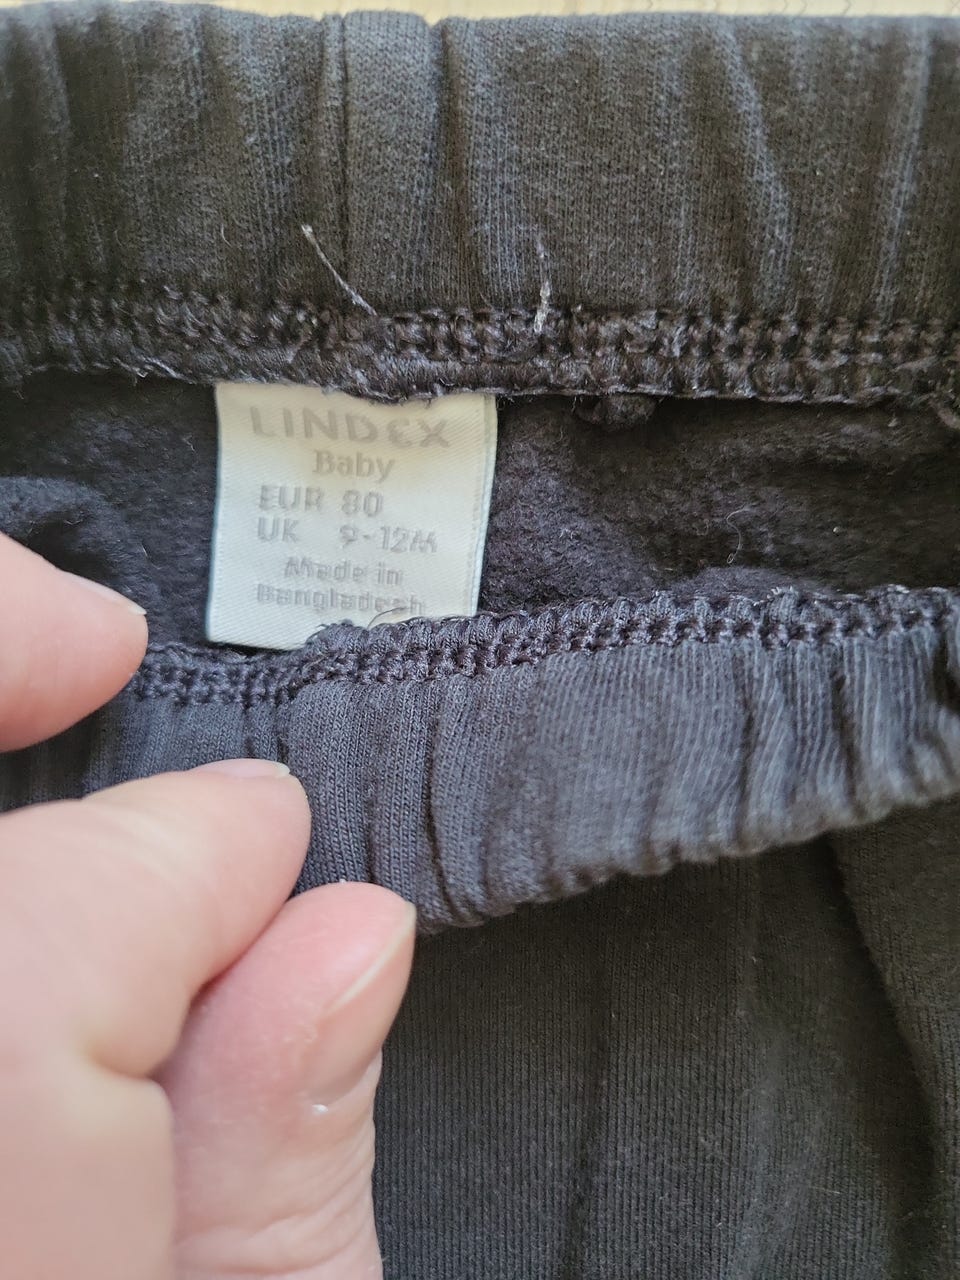 LINDEX
Baby
EUR 80
UK 9-12M
Made in
Bangladesh